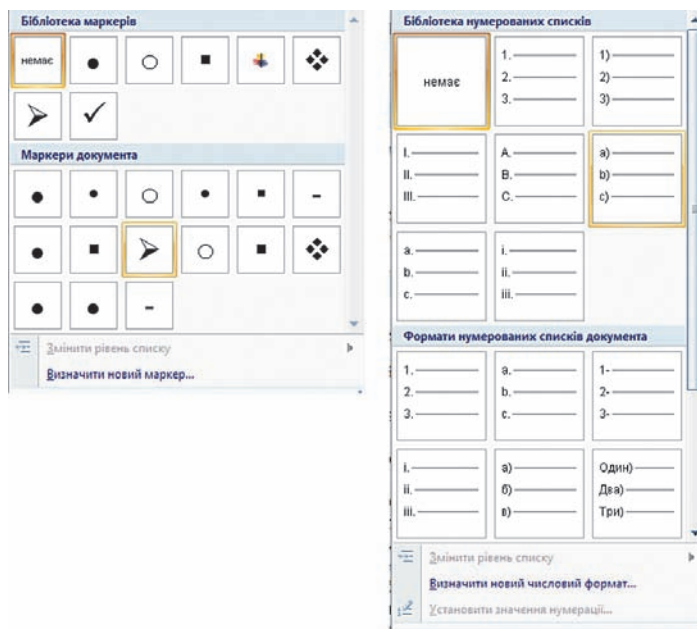 Бібліотека маркерів
немає
Маркери документа
Змінити рівень списку
Визначити новий маркер...
Бібліотека нумерованих списків
немає
1.
2.
3.
1)
2)
3)
I.
II.
III.
A.
B.
C.
a)
b)
c)
a.
b.
c.
i.
ii.
iii.
Формати нумерованих списків документа
1.
2.
3.
a.
b.
c.
1-
2-
3-
i.
ii.
iii.
а)
б)
в)
Один)
Два)
Три)
Змінити рівень списку
Визначити новий числовий формат...
Установити значення нумерації...